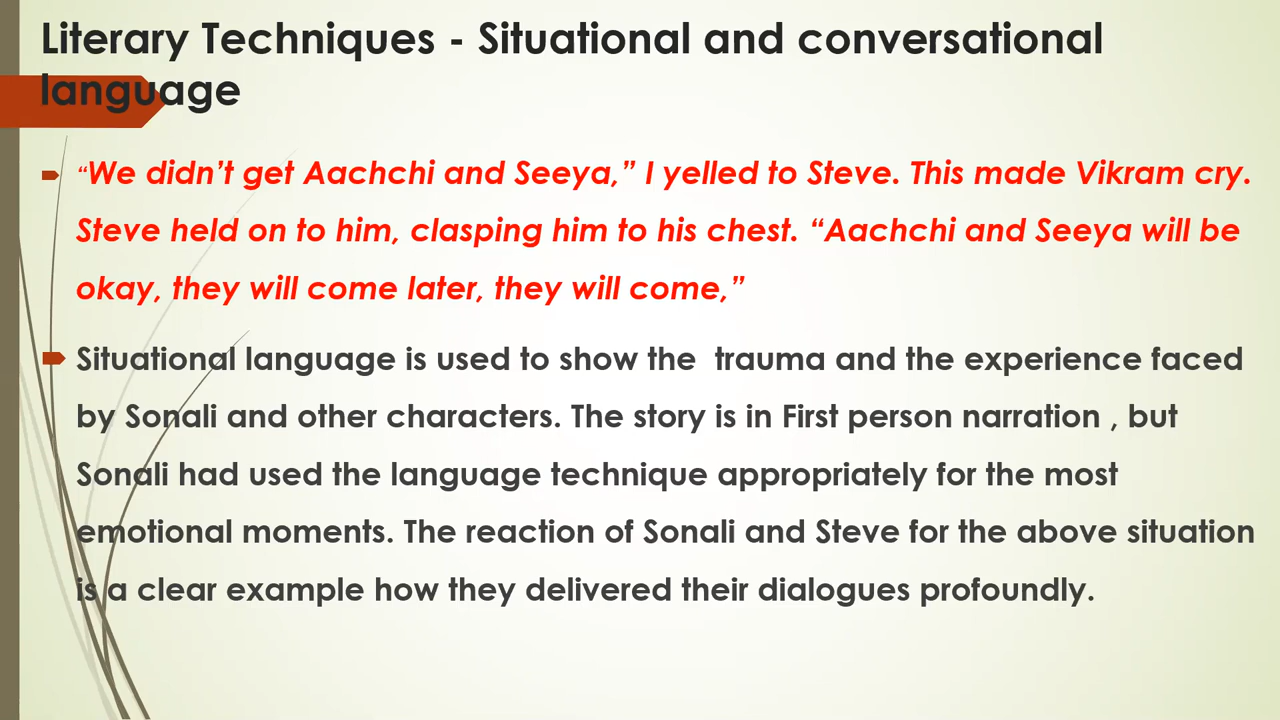 Literary Techniques - Situational and conversational
language
“We didn’t get Aachchi and Seeya,” I yelled to Steve. This made Vikram cry.
Steve held on to him, clasping him to his chest. “Aachchi and Seeya will be
okay, they will come later, they will come,”
Situational language is used to show the  trauma and the experience faced
by Sonali and other characters. The story is in First person narration , but
Sonali had used the language technique appropriately for the most
emotional moments. The reaction of Sonali and Steve for the above situation
is a clear example how they delivered their dialogues profoundly.